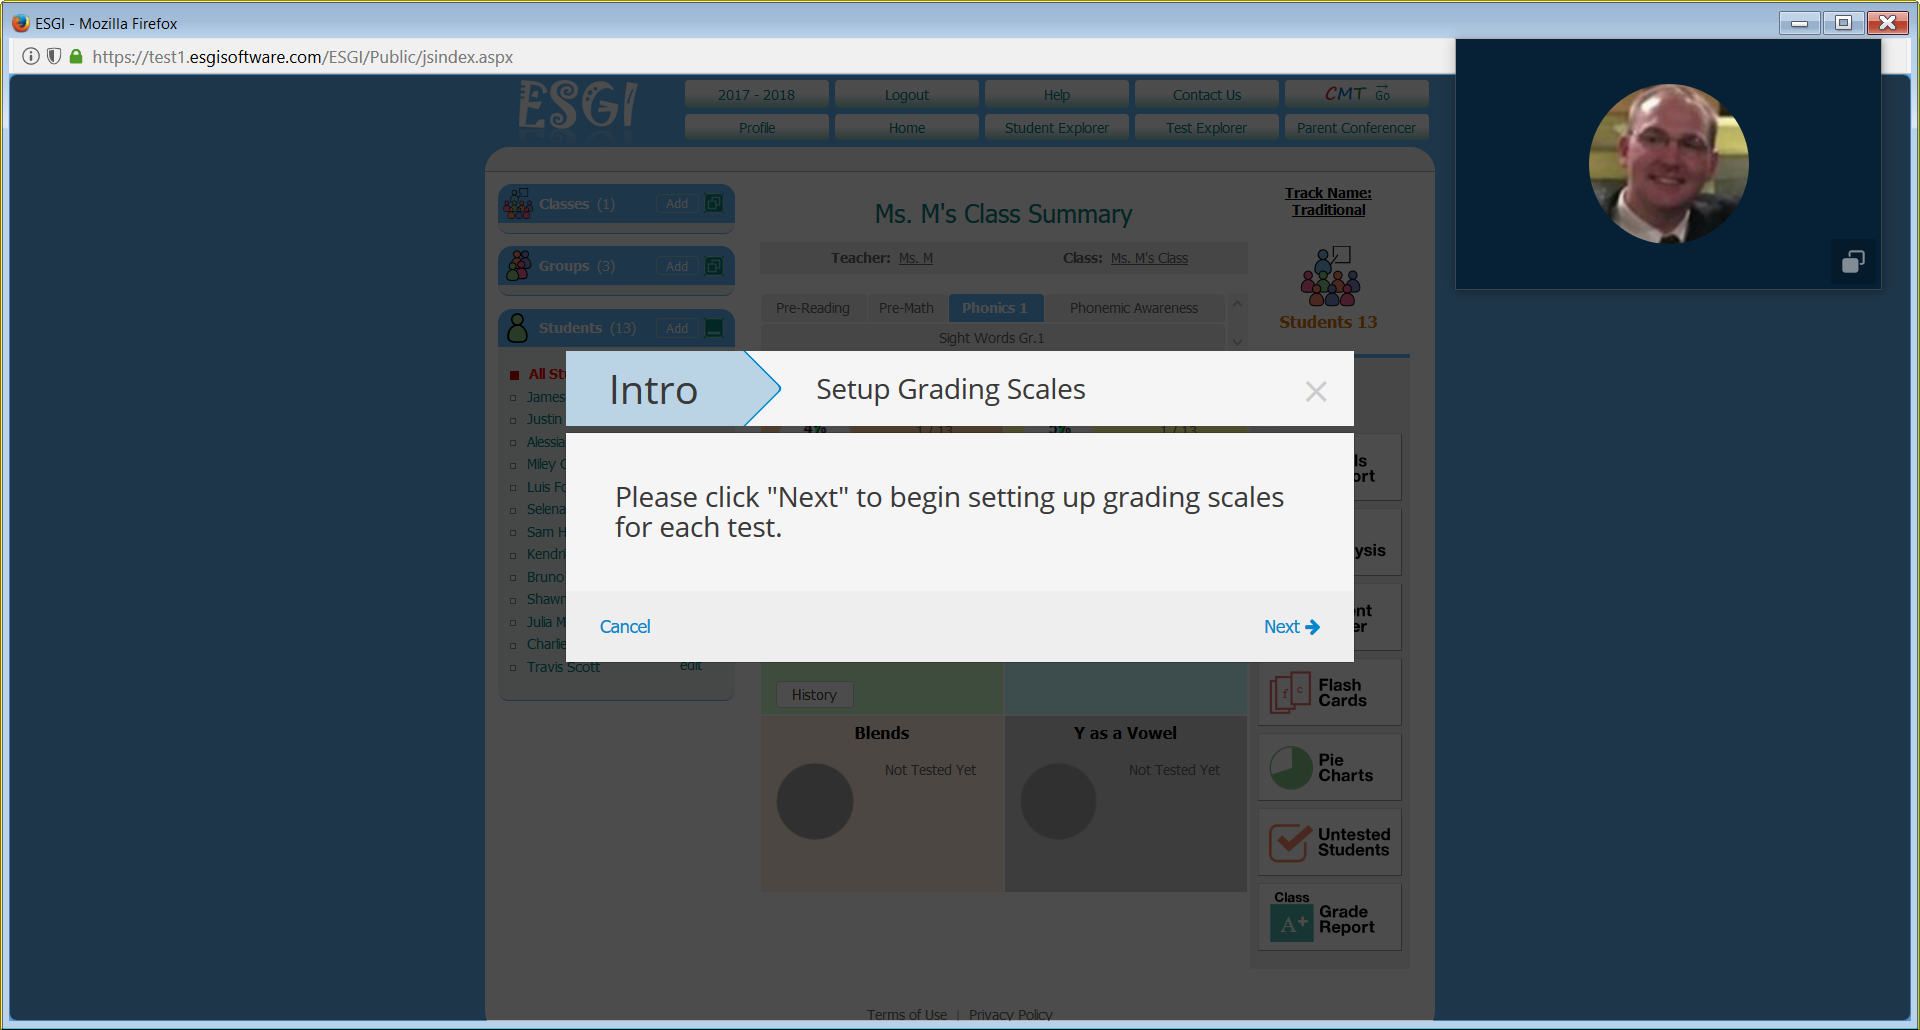 ESGI - Mozilla Firefox
https://test1.esgisoftware.com/ESGI/Public/jsindex.aspx
ESGI
2017 - 2018
Logout
Help
Contact Us
CMT Go
Profile
Home
Student Explorer
Test Explorer
Parent Conferencer
Classes (1)
Add
Groups (3)
Add
Students (13)
Add
All St
James
Justin
Alessia
Miley
Luis
Selena
Sam
Bruno
Shawn
Julia
Charlie
Travis Scott
edit
Ms. M's Class Summary
Teacher: Ms. M
Class: Ms. M's Class
Pre-Reading
Pre-Math
Phonics 1
Phonemic Awareness
Sight Words Gr.1
Track Name:
Traditional
Students 13
Intro
Setup Grading Scales
4%
1 / 13
5%
1 / 13
Please click "Next" to begin setting up grading scales
for each test.
Cancel
Next
History
Blends
Not Tested Yet
Y as a Vowel
Not Tested Yet
f c
Flash
Cards
Pie
Charts
Untested
Students
Class
A+
Grade
Report
Terms of Use | Privacy Policy